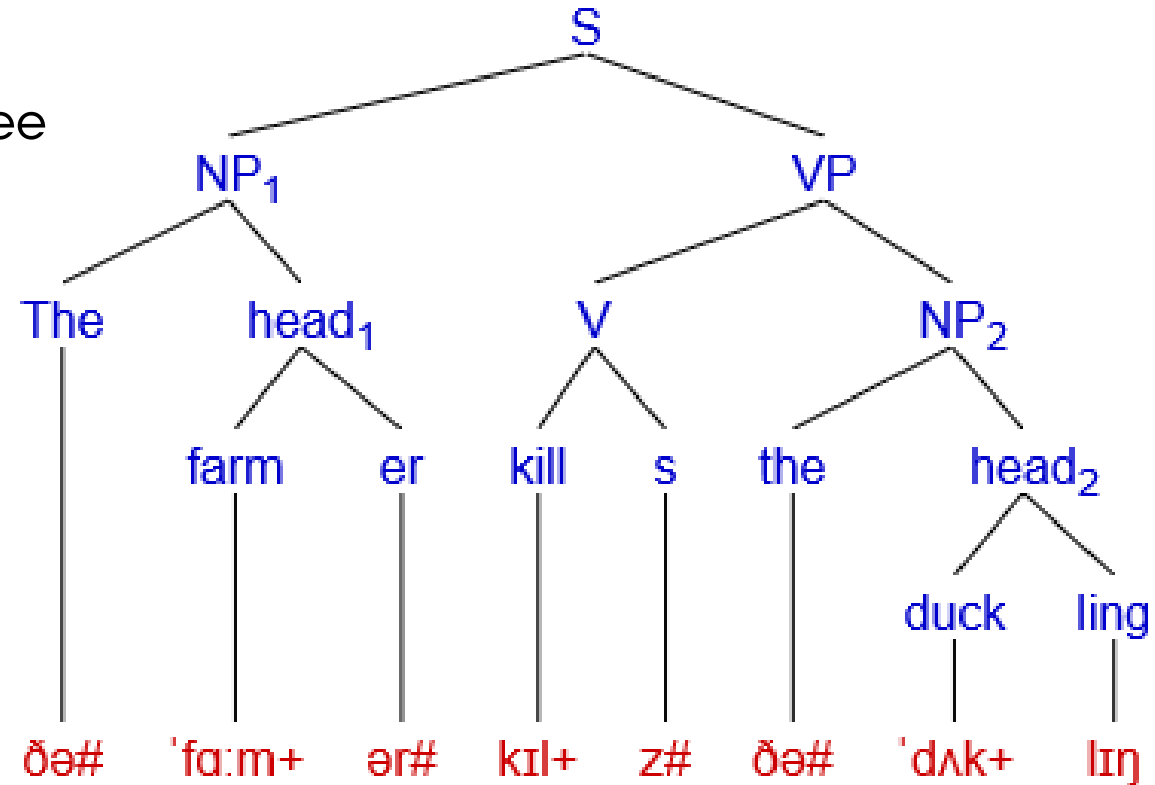 S
ee
NP₁ VP
The head₁ V NP₂
farm er kill s the head₂
duck ling
ðə# ˈfɑːm+ ər# kɪl+ z# ðə# ˈdʌk+ lɪŋ